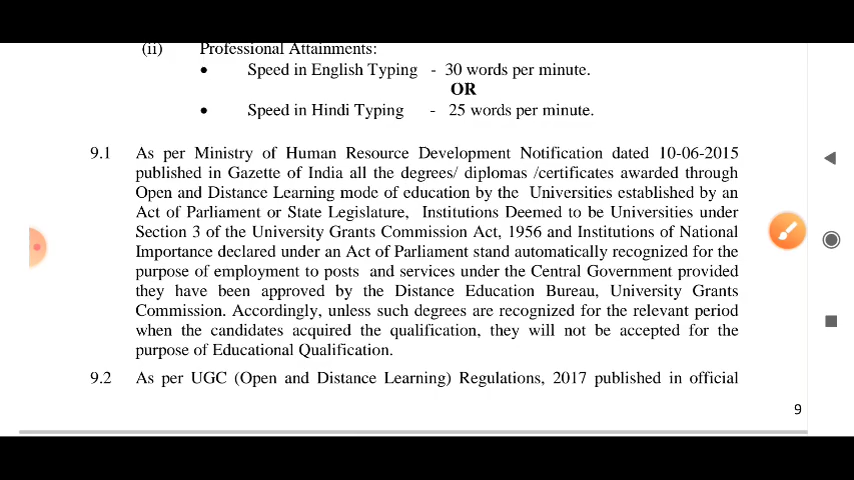 (ii) Professional Attainments:
• Speed in English Typing - 30 words per minute.
OR
• Speed in Hindi Typing - 25 words per minute.
9.1 As per Ministry of Human Resource Development Notification dated 10-06-2015
published in Gazette of India all the degrees/ diplomas /certificates awarded through
Open and Distance Learning mode of education by the Universities established by an
Act of Parliament or State Legislature, Institutions Deemed to be Universities under
Section 3 of the University Grants Commission Act, 1956 and Institutions of National
Importance declared under an Act of Parliament stand automatically recognized for the
purpose of employment to posts and services under the Central Government provided
they have been approved by the Distance Education Bureau, University Grants
Commission. Accordingly, unless such degrees are recognized for the relevant period
when the candidates acquired the qualification, they will not be accepted for the
purpose of Educational Qualification.
9.2 As per UGC (Open and Distance Learning) Regulations, 2017 published in official
9